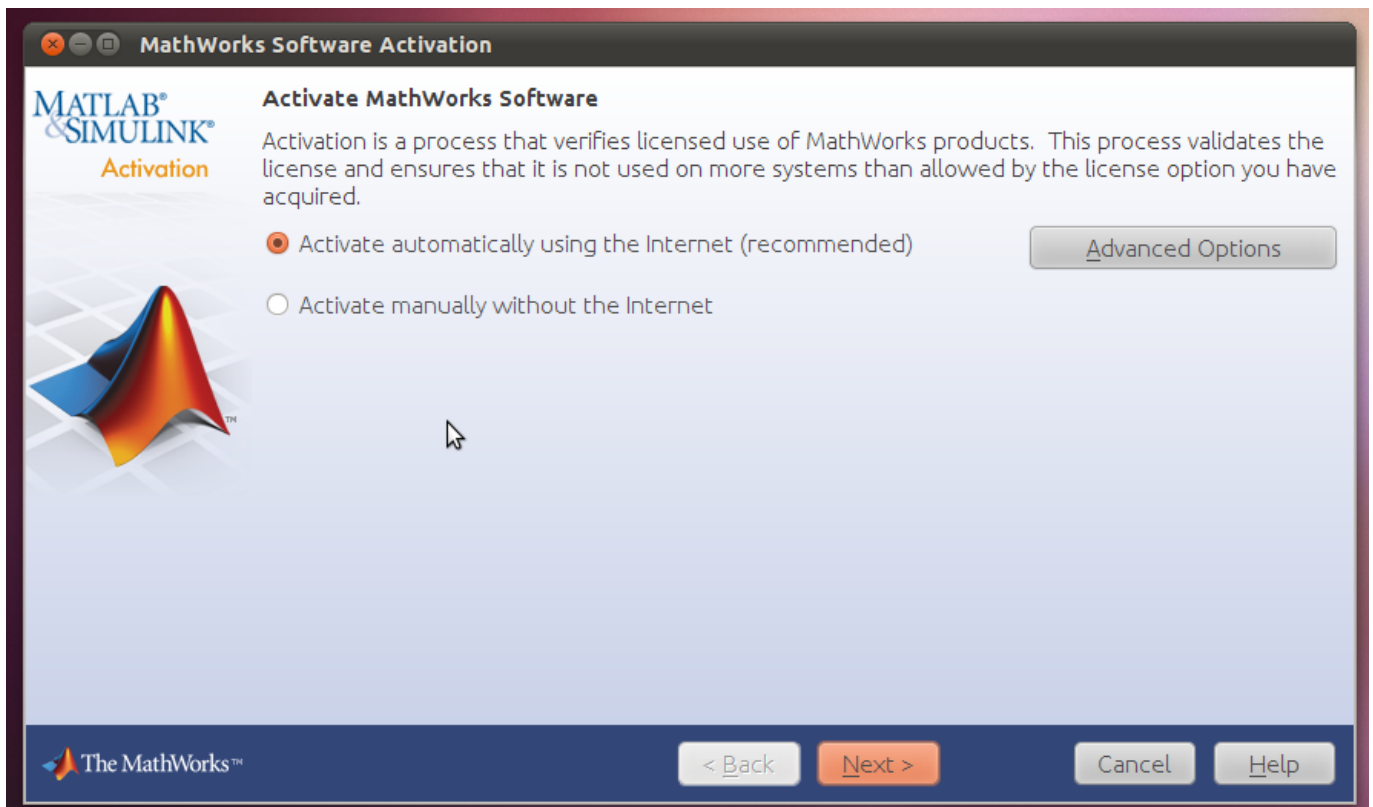 MathWorks Software Activation
MATLAB®
&SIMULINK®
Activation
Activate MathWorks Software
Activation is a process that verifies licensed use of MathWorks products.  This process validates the
license and ensures that it is not used on more systems than allowed by the license option you have
acquired.
Activate automatically using the Internet (recommended)
Advanced Options
Activate manually without the Internet
TM
The MathWorks™
< Back
Next >
Cancel
Help